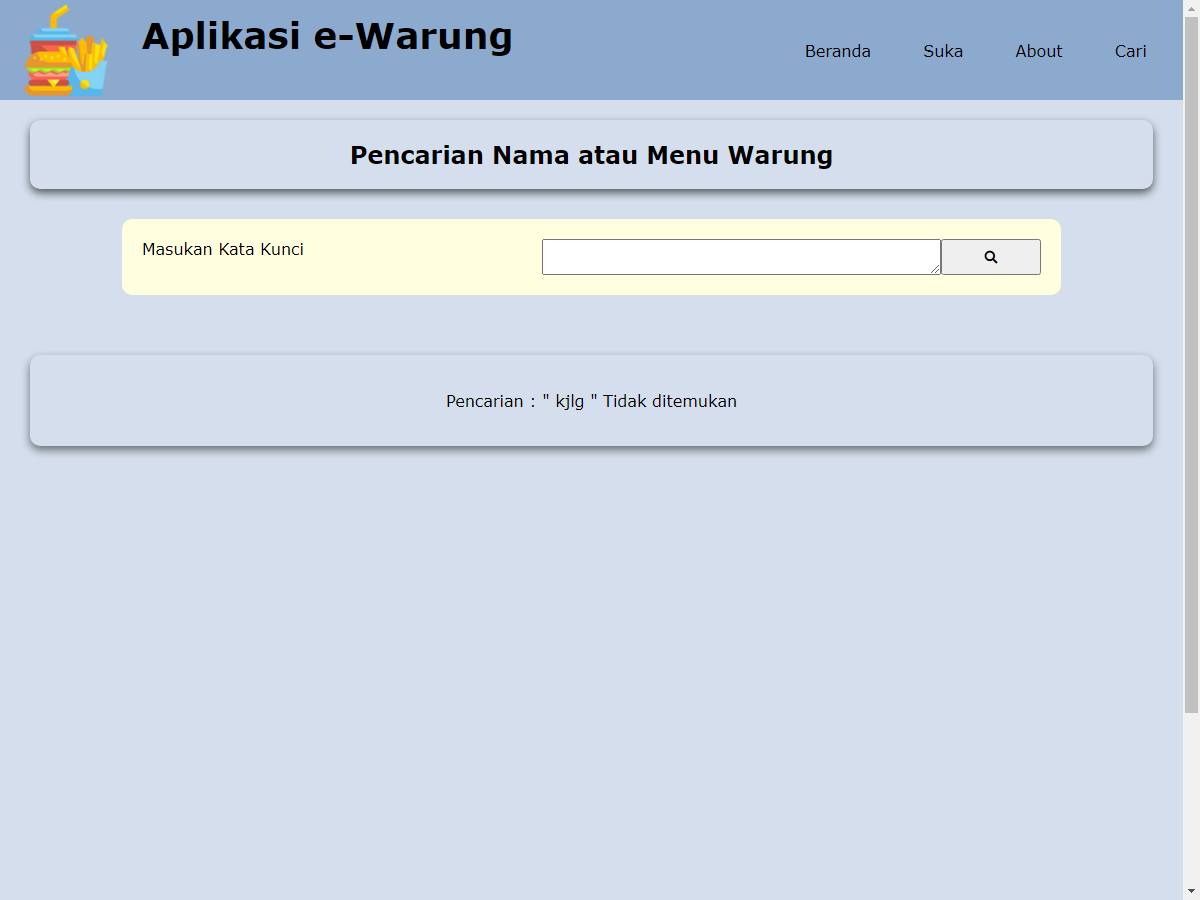 Aplikasi e-Warung
Beranda Suka About Cari
Pencarian Nama atau Menu Warung
Masukan Kata Kunci
Pencarian : " kjlg " Tidak ditemukan